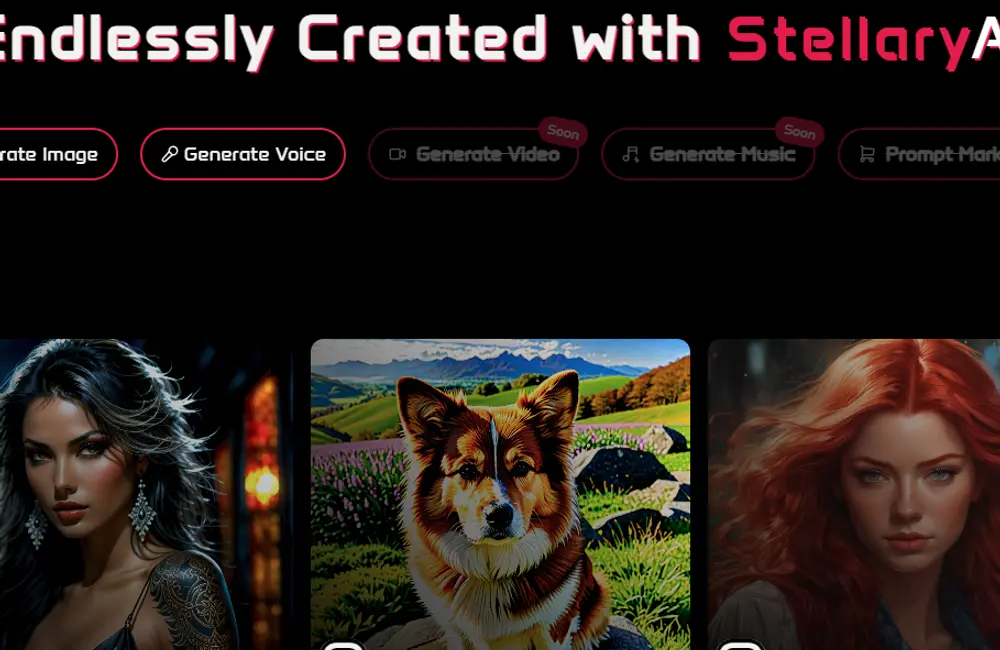 Endlessly Created with StellaryA
rate Image
Generate Voice
Soon
Generate Video
Soon
Generate Music
Prompt Mark